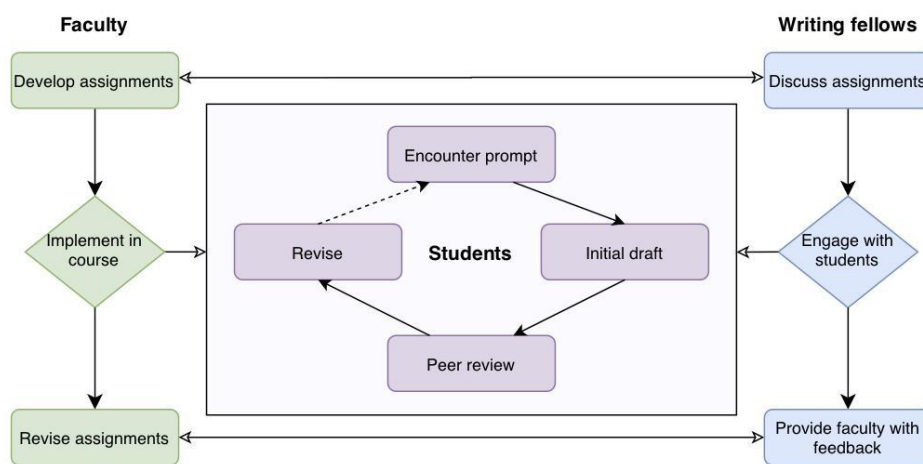 Faculty
Writing fellows
Develop assignments
Discuss assignments
Encounter prompt
Implement in
course
Revise
Students
Initial draft
Engage with
students
Peer review
Revise assignments
Provide faculty with
feedback